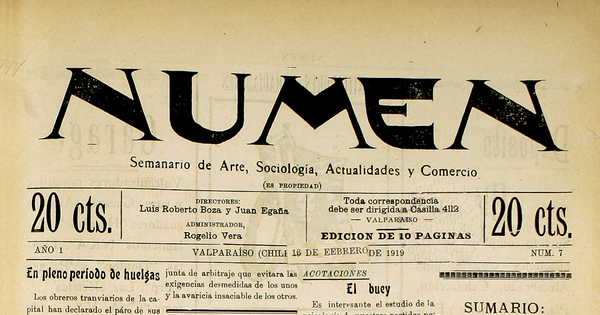 NUMEN
Semanario de Arte, Sociología, Actualidades y Comercio
(ES PROPIEDAD)
20 cts.
DIRECTORES:
Luis Roberto Boza y Juan Egaña
ADMINISTRADOR,
Rogelio Vera
Toda correspondencia
debe ser dirigida a Casilla 4112
— VALPARAISO —
EDICION DE 10 PAGINAS
20 cts.
AÑO 1
VALPARAÍSO (CHILE 16 DE FEBRERO DE 1919
NUM. 7
En pleno período de huelgas
Los obreros tranviarios de la ca-
pital han declarado el paro de sus
junta de arbitraje que evitara las
exigencias desmedidas de los unos
y la avaricia insaciable de los otros.
ACOTACIONES
El buey
Es interesante el estudio de la
SUMARIO: